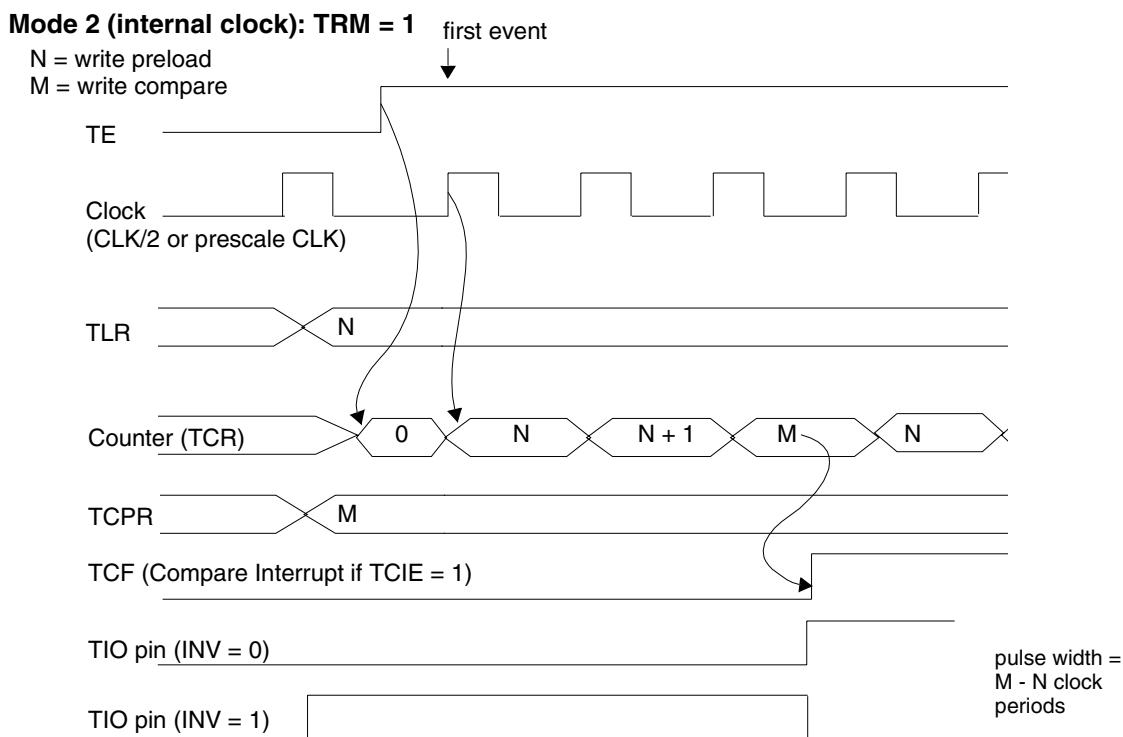 Mode 2 (internal clock): TRM = 1
first event
N = write preload
M = write compare
TE
Clock
(CLK/2 or prescale CLK)
TLR
N
Counter (TCR)
0
N
N + 1
M
N
TCPR
M
TCF (Compare Interrupt if TCIE = 1)
TIO pin (INV = 0)
pulse width =
M - N clock
periods
TIO pin (INV = 1)